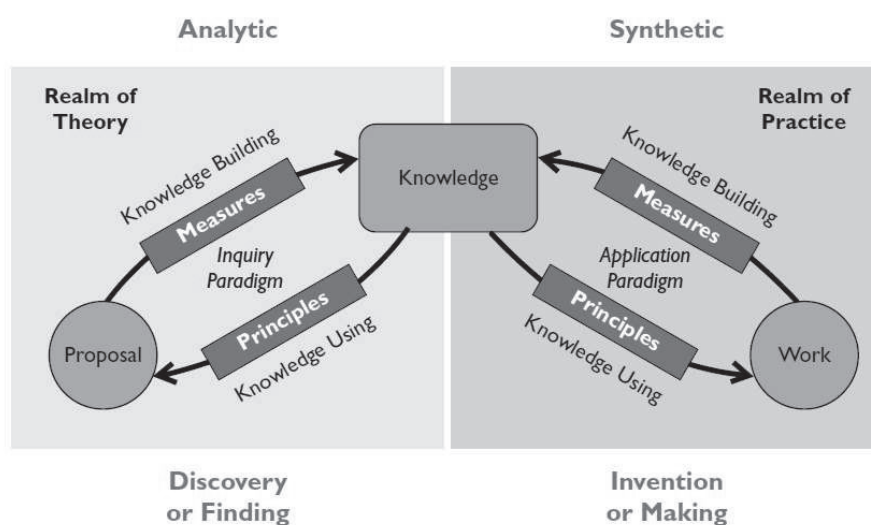 Analytic
Synthetic
Realm of
Theory
Realm of
Practice
Knowledge Building
Measures
Knowledge
Knowledge Building
Measures
Inquiry
Paradigm
Application
Paradigm
Principles
Knowledge Using
Principles
Knowledge Using
Proposal
Work
Discovery
or Finding
Invention
or Making